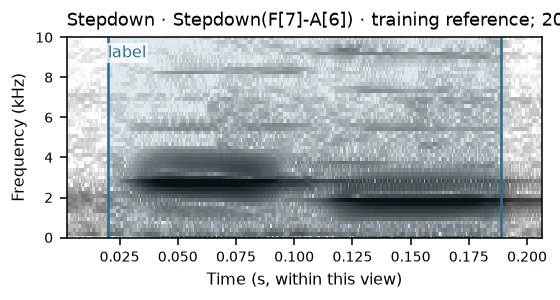 Stepdown · Stepdown(F[7]-A[6]) · training reference; 20
label
Frequency (kHz)
10
8
6
4
2
0
0.025 0.050 0.075 0.100 0.125 0.150 0.175 0.200
Time (s, within this view)